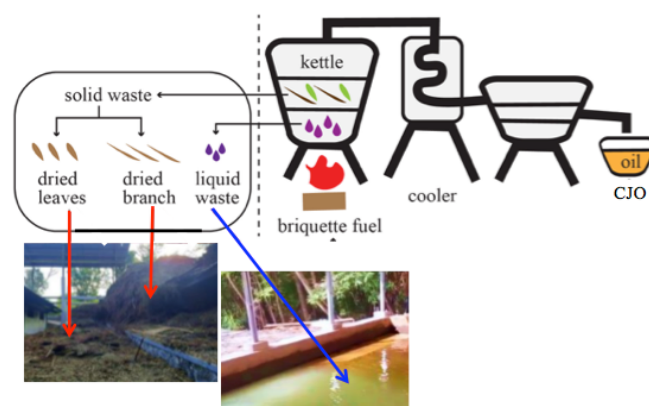 kettle
solid waste
dried
leaves
dried
branch
liquid
waste
briquette fuel
cooler
oil
CJO